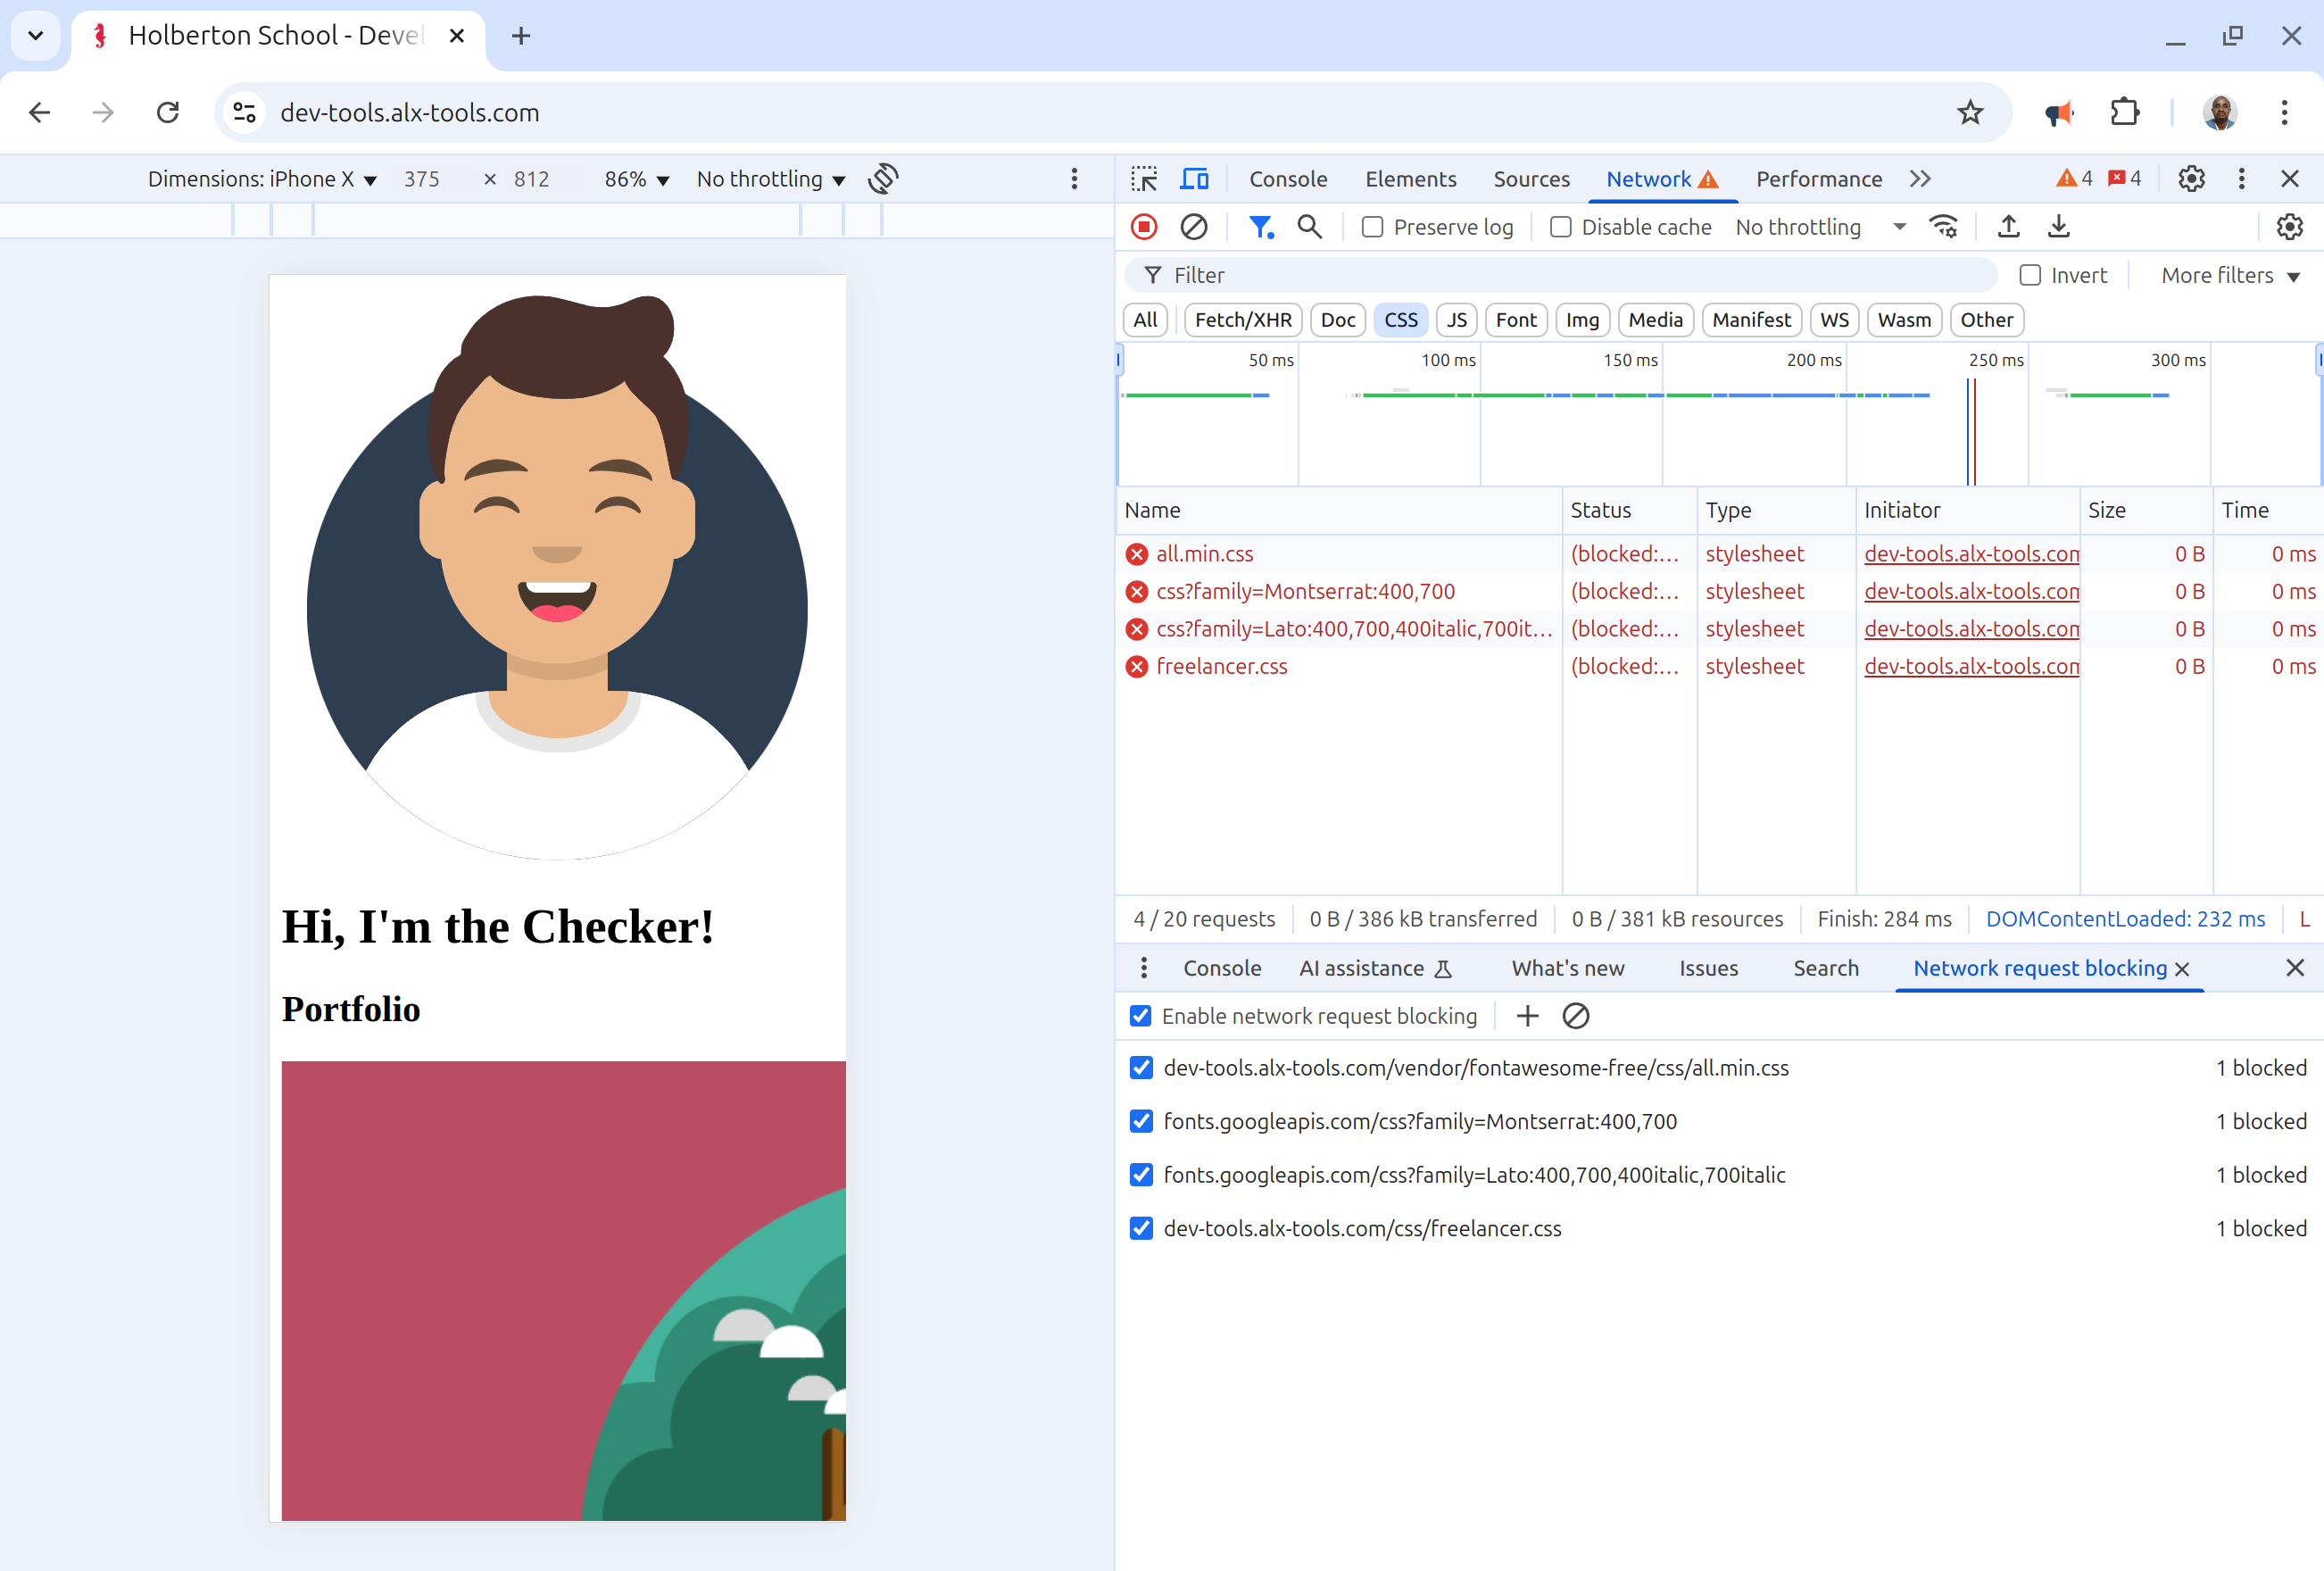 Holberton School - Devel
dev-tools.alx-tools.com
Dimensions: iPhone X 375 × 812 86% No throttling
Console Elements Sources Network Performance 4 4
Preserve log Disable cache No throttling
Filter Invert More filters
All Fetch/XHR Doc CSS JS Font Img Media Manifest WS Wasm Other
50 ms 100 ms 150 ms 200 ms 250 ms 300 ms
Name Status Type Initiator Size Time
all.min.css (blocked:... stylesheet dev-tools.alx-tools.com 0 B 0 ms
css?family=Montserrat:400,700 (blocked:... stylesheet dev-tools.alx-tools.com 0 B 0 ms
css?family=Lato:400,700,400italic,700it... (blocked:... stylesheet dev-tools.alx-tools.com 0 B 0 ms
freelancer.css (blocked:... stylesheet dev-tools.alx-tools.com 0 B 0 ms
4 / 20 requests 0 B / 386 kB transferred 0 B / 381 kB resources Finish: 284 ms DOMContentLoaded: 232 ms L
Console AI assistance What's new Issues Search Network request blocking
Enable network request blocking
dev-tools.alx-tools.com/vendor/fontawesome-free/css/all.min.css 1 blocked
fonts.googleapis.com/css?family=Montserrat:400,700 1 blocked
fonts.googleapis.com/css?family=Lato:400,700,400italic,700italic 1 blocked
dev-tools.alx-tools.com/css/freelancer.css 1 blocked
Hi, I'm the Checker!
Portfolio